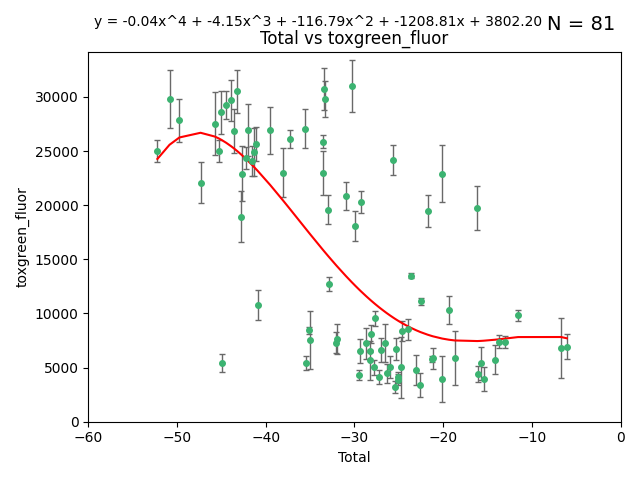 y = -0.04x^4 + -4.15x^3 + -116.79x^2 + -1208.81x + 3802.20 N = 81
Total vs toxgreen_fluor
30000
25000
20000
15000
10000
5000
0
toxgreen_fluor
−60 −50 −40 −30 −20 −10 0
Total